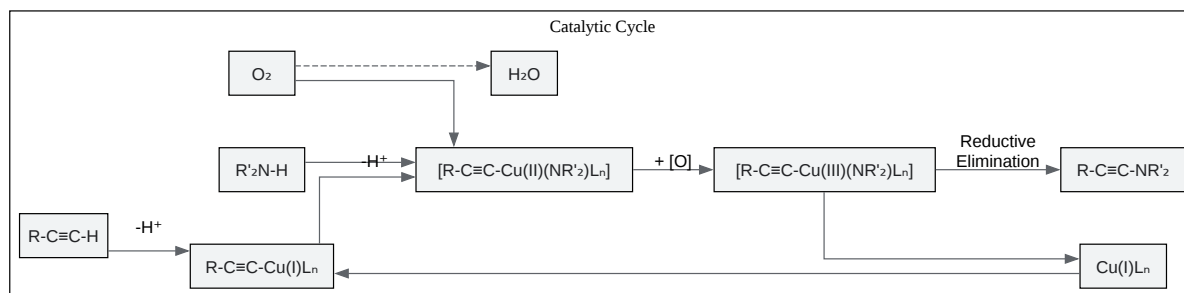 Catalytic Cycle
O₂
H₂O
R'₂N-H
-H⁺
[R-C≡C-Cu(II)(NR'₂)Lₙ]
+ [O]
[R-C≡C-Cu(III)(NR'₂)Lₙ]
Reductive
Elimination
R-C≡C-NR'₂
R-C≡C-H
-H⁺
R-C≡C-Cu(I)Lₙ
Cu(I)Lₙ